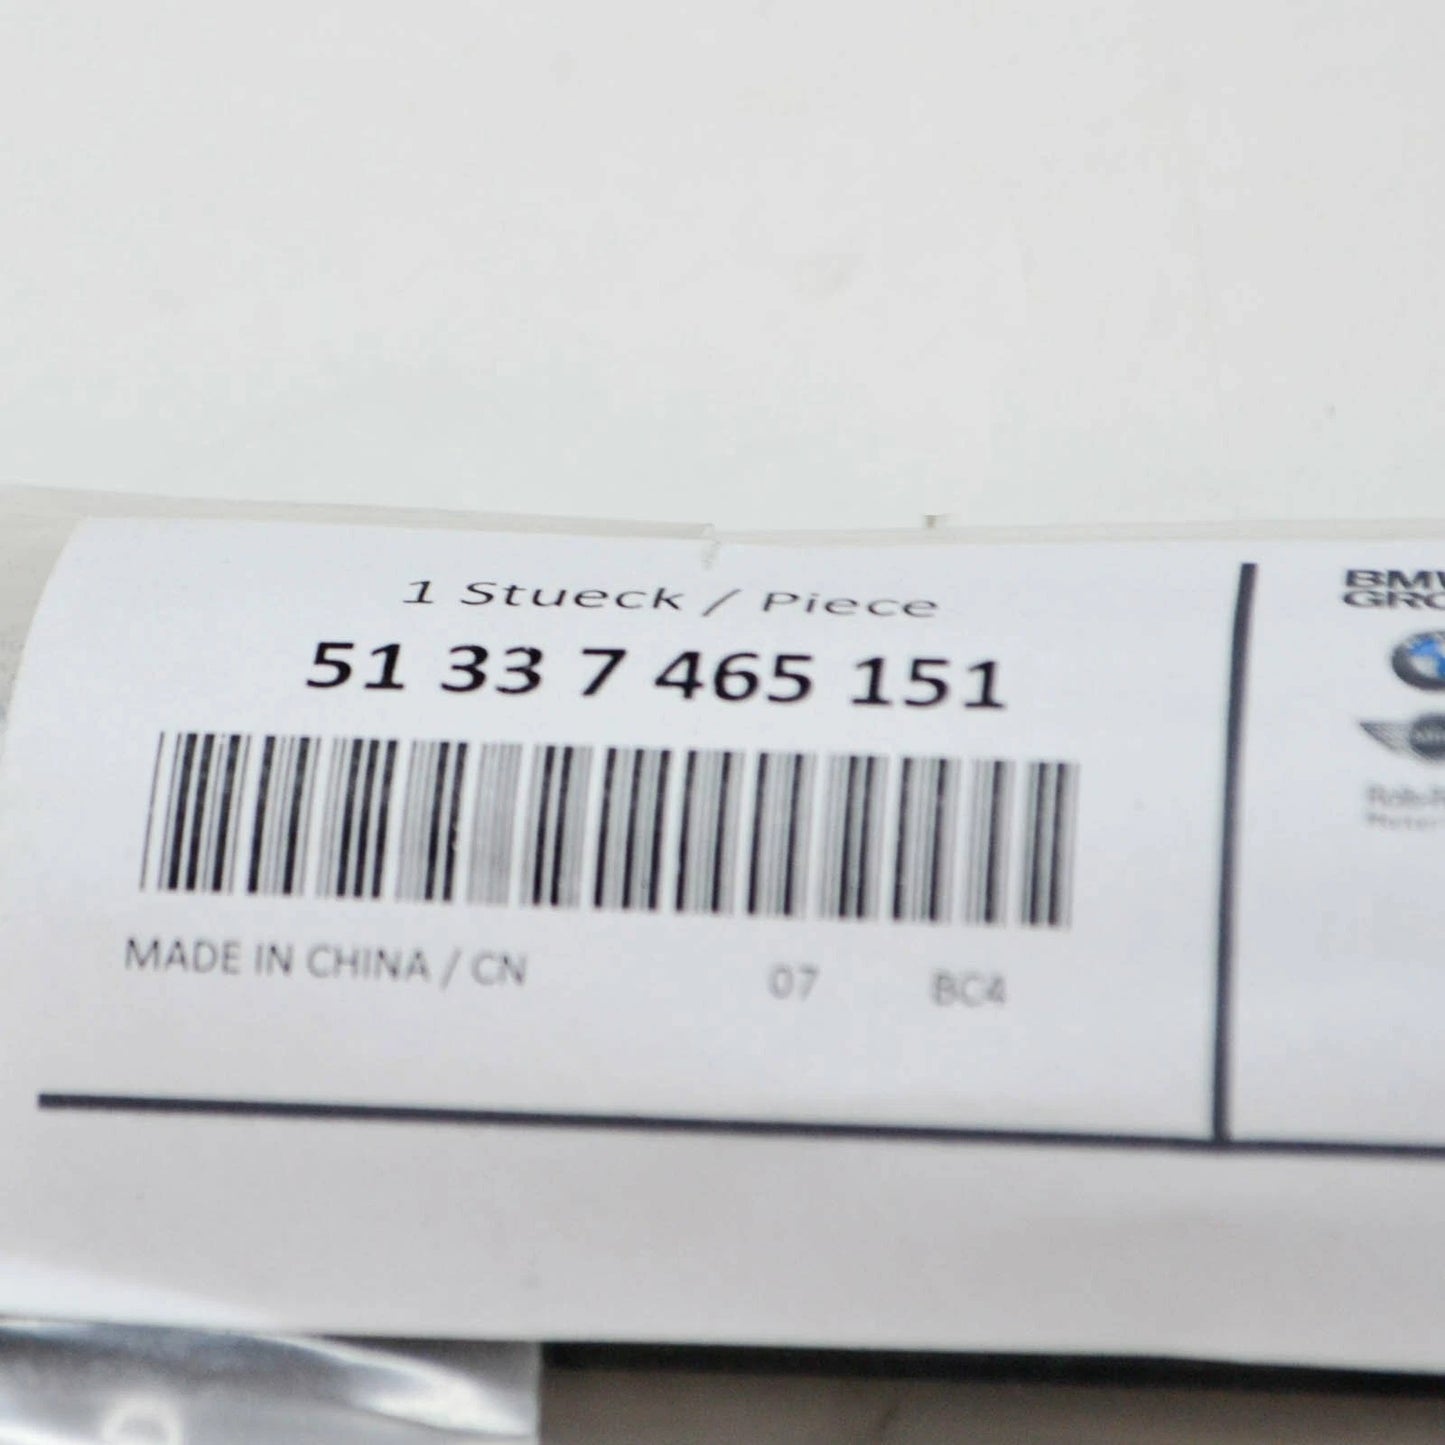 1 Stueck / Piece
51 33 7 465 151
MADE IN CHINA / CN 07 BC4